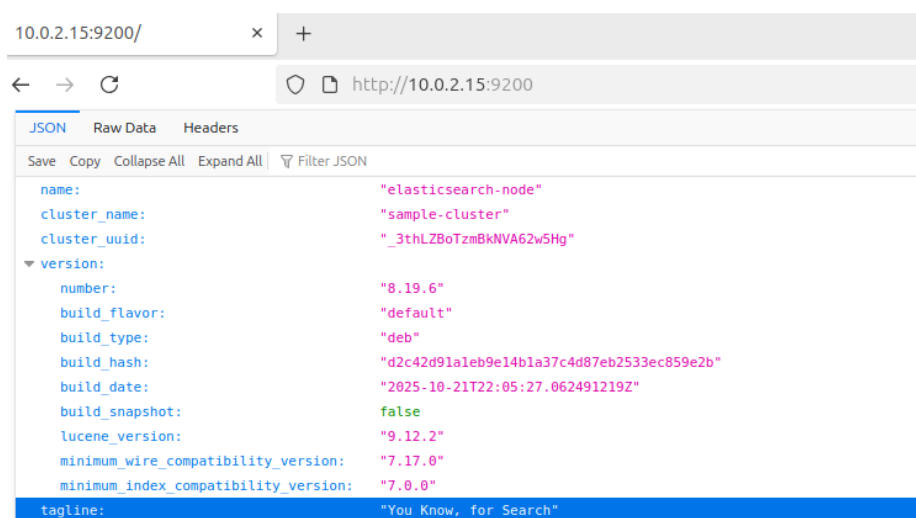 10.0.2.15:9200/
http://10.0.2.15:9200
JSON Raw Data Headers
Save Copy Collapse All Expand All Filter JSON
name: "elasticsearch-node"
cluster_name: "sample-cluster"
cluster_uuid: "_3thLZBoTzmBkNVA62w5Hg"
version:
number: "8.19.6"
build_flavor: "default"
build_type: "deb"
build_hash: "d2c42d91a1eb9e14b1a37c4d87eb2533ec859e2b"
build_date: "2025-10-21T22:05:27.062491219Z"
build_snapshot: false
lucene_version: "9.12.2"
minimum_wire_compatibility_version: "7.17.0"
minimum_index_compatibility_version: "7.0.0"
tagline: "You Know, for Search"